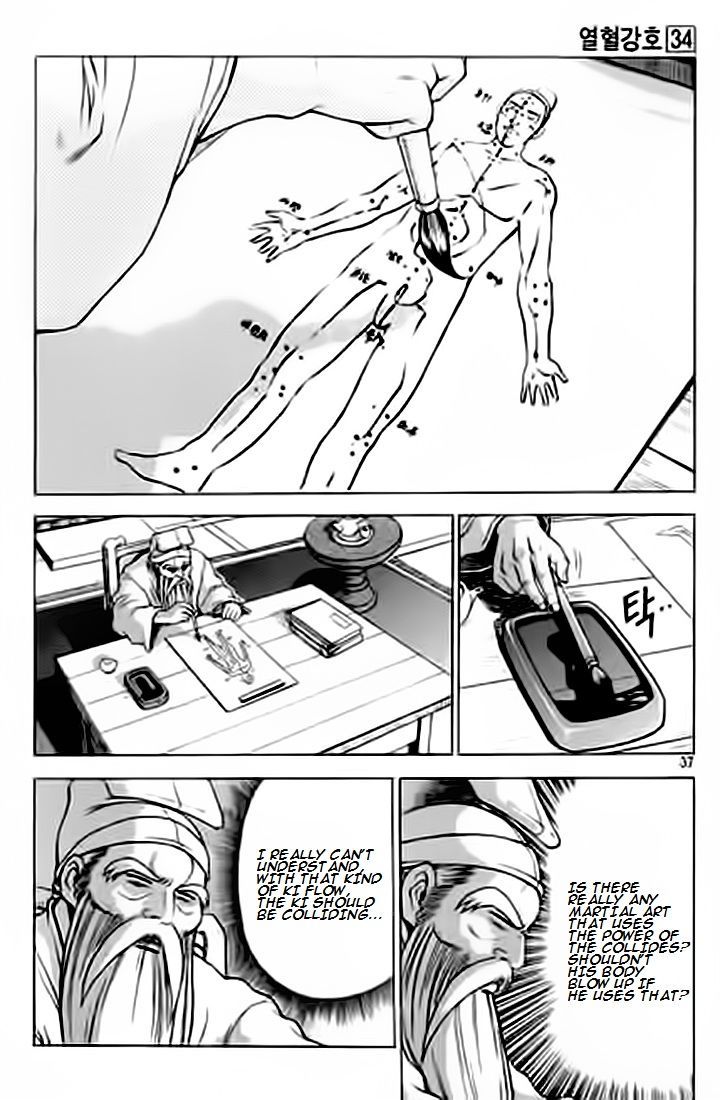 열혈강호 34
탁..
37
I REALLY CAN'T
UNDERSTAND,
WITH THAT KIND
OF KI FLOW,
THE KI SHOULD
BE COLLIDING...
IS THERE
REALLY ANY
MARTIAL ART
THAT USES
THE POWER OF
THE COLLIDES?
SHOULDN'T
HIS BODY
BLOW UP IF
HE USES THAT?